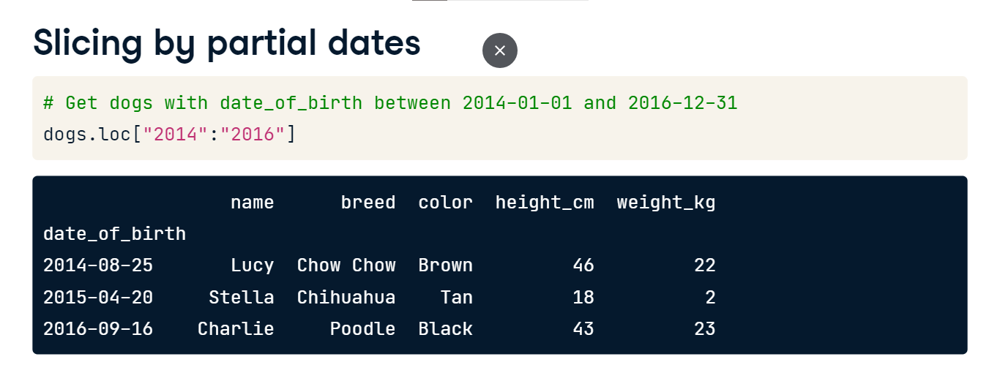 Slicing by partial dates
# Get dogs with date_of_birth between 2014-01-01 and 2016-12-31
dogs.loc["2014":"2016"]
name breed color height_cm weight_kg
date_of_birth
2014-08-25 Lucy Chow Chow Brown 46 22
2015-04-20 Stella Chihuahua Tan 18 2
2016-09-16 Charlie Poodle Black 43 23